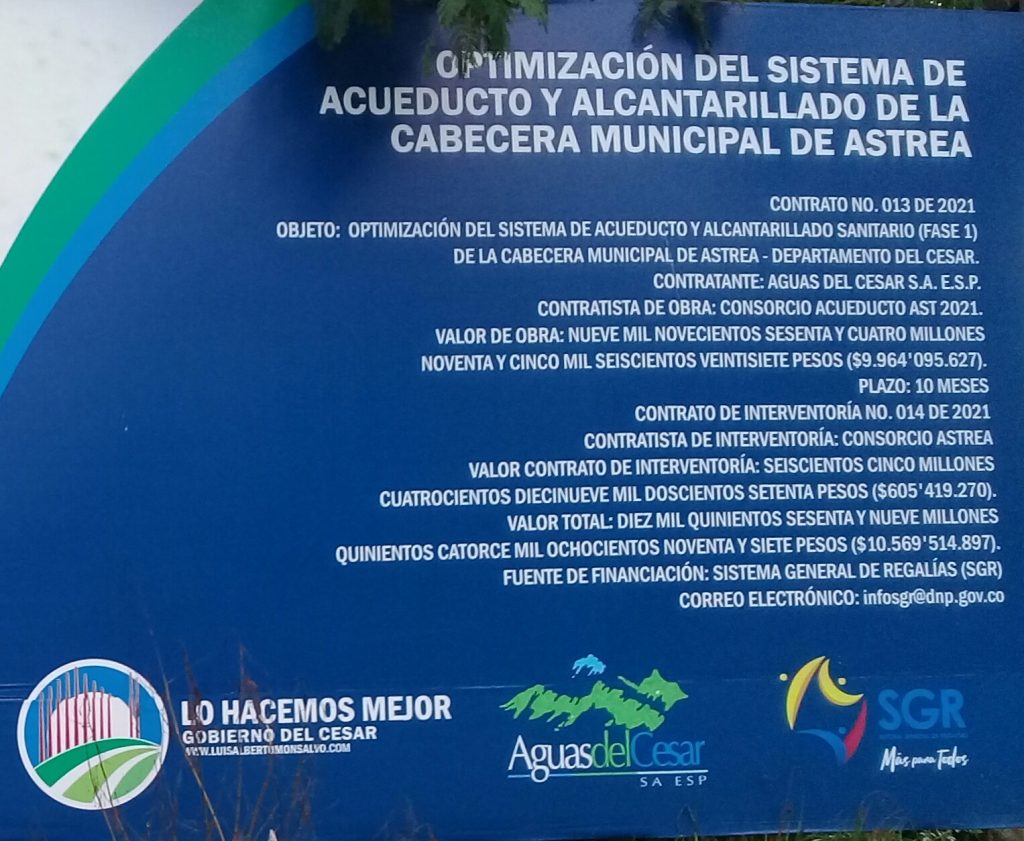 OPTIMIZACIÓN DEL SISTEMA DE
ACUEDUCTO Y ALCANTARILLADO DE LA
CABECERA MUNICIPAL DE ASTREA
CONTRATO NO. 013 DE 2021
OBJETO: OPTIMIZACIÓN DEL SISTEMA DE ACUEDUCTO Y ALCANTARILLADO SANITARIO (FASE 1)
DE LA CABECERA MUNICIPAL DE ASTREA - DEPARTAMENTO DEL CESAR.
CONTRATANTE: AGUAS DEL CESAR S.A. E.S.P.
CONTRATISTA DE OBRA: CONSORCIO ACUEDUCTO AST 2021.
VALOR DE OBRA: NUEVE MIL NOVECIENTOS SESENTA Y CUATRO MILLONES
NOVENTA Y CINCO MIL SEISCIENTOS VEINTISIETE PESOS ($9.964'095.627).
PLAZO: 10 MESES
CONTRATO DE INTERVENTORÍA NO. 014 DE 2021
CONTRATISTA DE INTERVENTORÍA: CONSORCIO ASTREA
VALOR CONTRATO DE INTERVENTORÍA: SEISCIENTOS CINCO MILLONES
CUATROCIENTOS DIECINUEVE MIL DOSCIENTOS SETENTA PESOS ($605'419.270).
VALOR TOTAL: DIEZ MIL QUINIENTOS SESENTA Y NUEVE MILLONES
QUINIENTOS CATORCE MIL OCHOCIENTOS NOVENTA Y SIETE PESOS ($10.569'514.897).
FUENTE DE FINANCIACIÓN: SISTEMA GENERAL DE REGALÍAS (SGR)
CORREO ELECTRÓNICO: infosgr@dnp.gov.co
LO HACEMOS MEJOR
GOBIERNO DEL CESAR
WWW.LUISALBERTOMONSALVO.COM
AguasdelCesar
SA ESP
SGR
Más para Todos